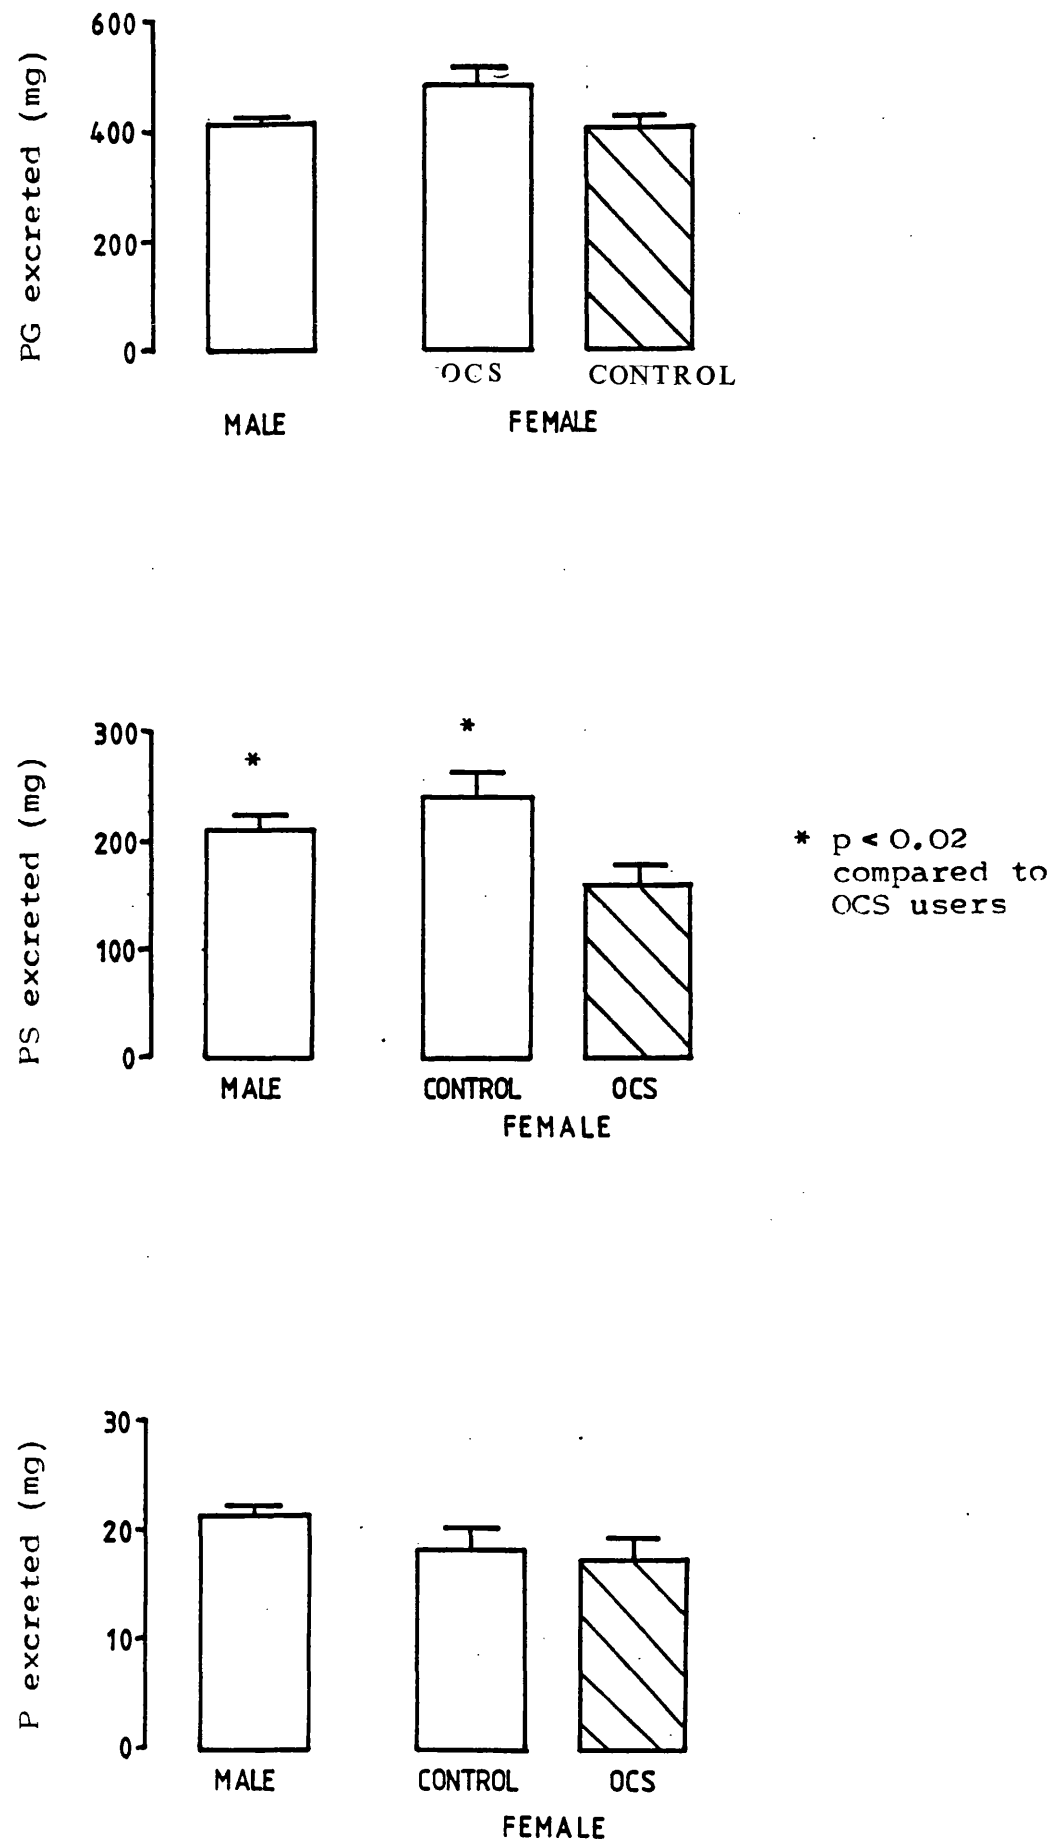 PG excreted (mg)
600
400
200
0
OCS CONTROL
MALE FEMALE
PS excreted (mg)
300
200
100
0
*
*
* p < 0.02
compared to
OCS users
MALE CONTROL OCS
FEMALE
P excreted (mg)
30
20
10
0
MALE CONTROL OCS
FEMALE